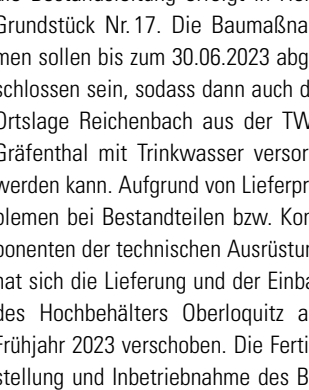 Grundstück Nr. 17. Die Baumaßna
men sollen bis zum 30.06.2023 abg
schlossen sein, sodass dann auch d
Ortslage Reichenbach aus der TW
Gräfenthal mit Trinkwasser versor
werden kann. Aufgrund von Lieferpr
blemen bei Bestandteilen bzw. Kor
ponenten der technischen Ausrüstur
hat sich die Lieferung und der Einba
des Hochbehälters Oberloquitz a
Frühjahr 2023 verschoben. Die Ferti
stellung und Inbetriebnahme des B